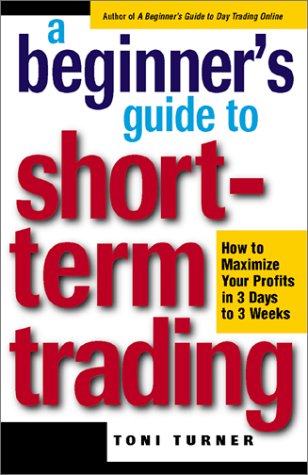 Author of A Beginner's Guide to Day Trading Online
a
beginner's
guide to
short-
term
trading
How to
Maximize
Your Profits
in 3 Days
to 3 Weeks
TONI TURNER